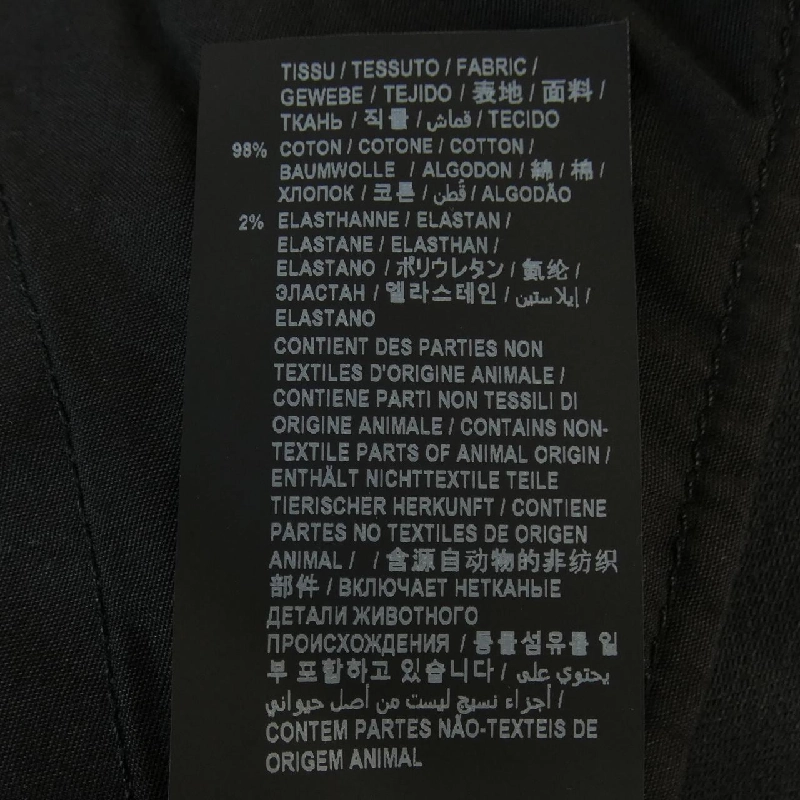 TISSU / TESSUTO / FABRIC /
GEWEBE / TEJIDO / 表地 / 面料 /
ТКАНЬ / 직물 / قماش / TECIDO
98% COTON / COTONE / COTTON /
BAUMWOLLE / ALGODON / 綿 / 棉 /
ХЛОПОК / 코튼 / قُطن / ALGODÃO
2% ELASTHANNE / ELASTAN /
ELASTANE / ELASTHAN /
ELASTANO / ポリウレタン / 氨纶 /
ЭЛАСТАН / 엘라스테인 / إيلاستين /
ELASTANO
CONTIENT DES PARTIES NON
TEXTILES D'ORIGINE ANIMALE /
CONTIENE PARTI NON TESSILI DI
ORIGINE ANIMALE / CONTAINS NON-
TEXTILE PARTS OF ANIMAL ORIGIN /
ENTHÄLT NICHTTEXTILE TEILE
TIERISCHER HERKUNFT / CONTIENE
PARTES NO TEXTILES DE ORIGEN
ANIMAL / / 含源自动物的非纺织
部件 / ВКЛЮЧАЕТ НЕТКАНЫЕ
ДЕТАЛИ ЖИВОТНОГО
ПРОИСХОЖДЕНИЯ / 동물섬유를 일
부 포함하고 있습니다 / يحتوي على
أجزاء نسيج ليست من أصل حيواني /
CONTEM PARTES NÃO-TEXTEIS DE
ORIGEM ANIMAL